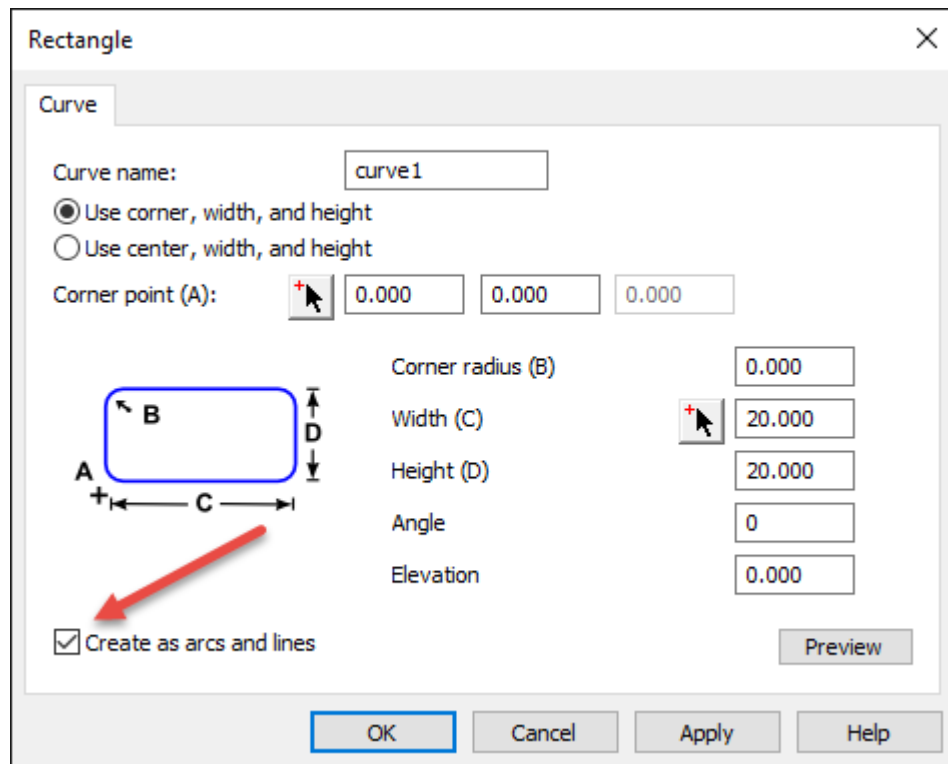 Rectangle
Curve
Curve name: curve1
Use corner, width, and height
Use center, width, and height
Corner point (A): 0.000 0.000 0.000
Corner radius (B) 0.000
B
Width (C) 20.000
D
Height (D) 20.000
A
C
Angle 0
Elevation 0.000
Create as arcs and lines
Preview
OK Cancel Apply Help